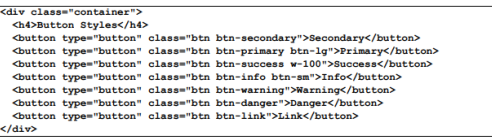 <div class="container">
  <h4>Button Styles</h4>
  <button type="button" class="btn btn-secondary">Secondary</button>
  <button type="button" class="btn btn-primary btn-lg">Primary</button>
  <button type="button" class="btn btn-success w-100">Success</button>
  <button type="button" class="btn btn-info btn-sm">Info</button>
  <button type="button" class="btn btn-warning">Warning</button>
  <button type="button" class="btn btn-danger">Danger</button>
  <button type="button" class="btn btn-link">Link</button>
</div>